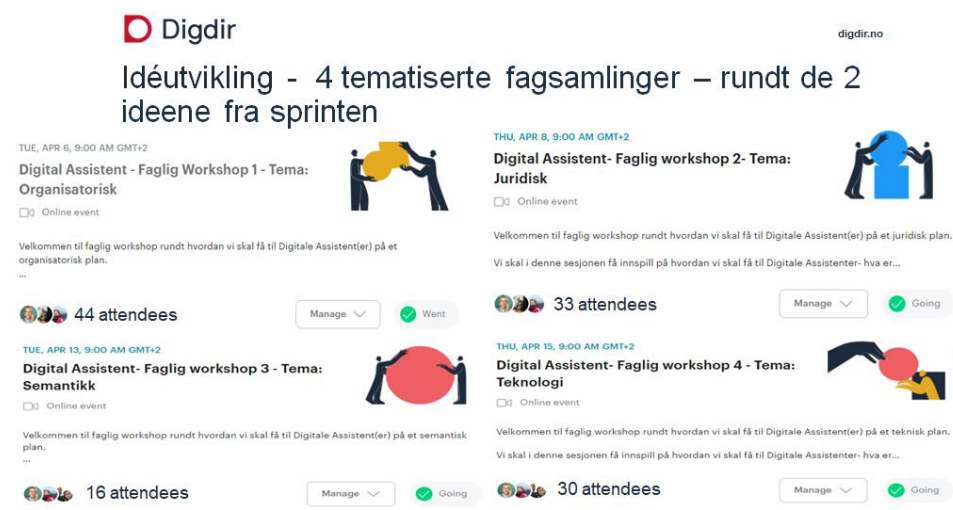 Digdir
digdir.no
Idéutvikling - 4 tematiserte fagsamlinger – rundt de 2
ideene fra sprinten
TUE, APR 6, 9:00 AM GMT+2
Digital Assistent - Faglig Workshop 1 - Tema:
Organisatorisk
Online event
Velkommen til faglig workshop rundt hvordan vi skal få til Digitale Assistent(er) på et
organisatorisk plan.
...
44 attendees
Manage
Went
THU, APR 8, 9:00 AM GMT+2
Digital Assistent- Faglig workshop 2- Tema:
Juridisk
Online event
Velkommen til faglig workshop rundt hvordan vi skal få til Digitale Assistent(er) på et juridisk plan.
Vi skal i denne sesjonen få innspill på hvordan vi skal få til Digitale Assistenter- hva er...
33 attendees
Manage
Going
TUE, APR 13, 9:00 AM GMT+2
Digital Assistent- Faglig workshop 3 - Tema:
Semantikk
Online event
Velkommen til faglig workshop rundt hvordan vi skal få til Digitale Assistent(er) på et semantisk
plan.
...
16 attendees
Manage
Going
THU, APR 15, 9:00 AM GMT+2
Digital Assistent- Faglig workshop 4 - Tema:
Teknologi
Online event
Velkommen til faglig workshop rundt hvordan vi skal få til Digitale Assistent(er) på et teknisk plan.
Vi skal i denne sesjonen få innspill på hvordan vi skal få til Digitale Assistenter- hva er...
30 attendees
Manage
Going